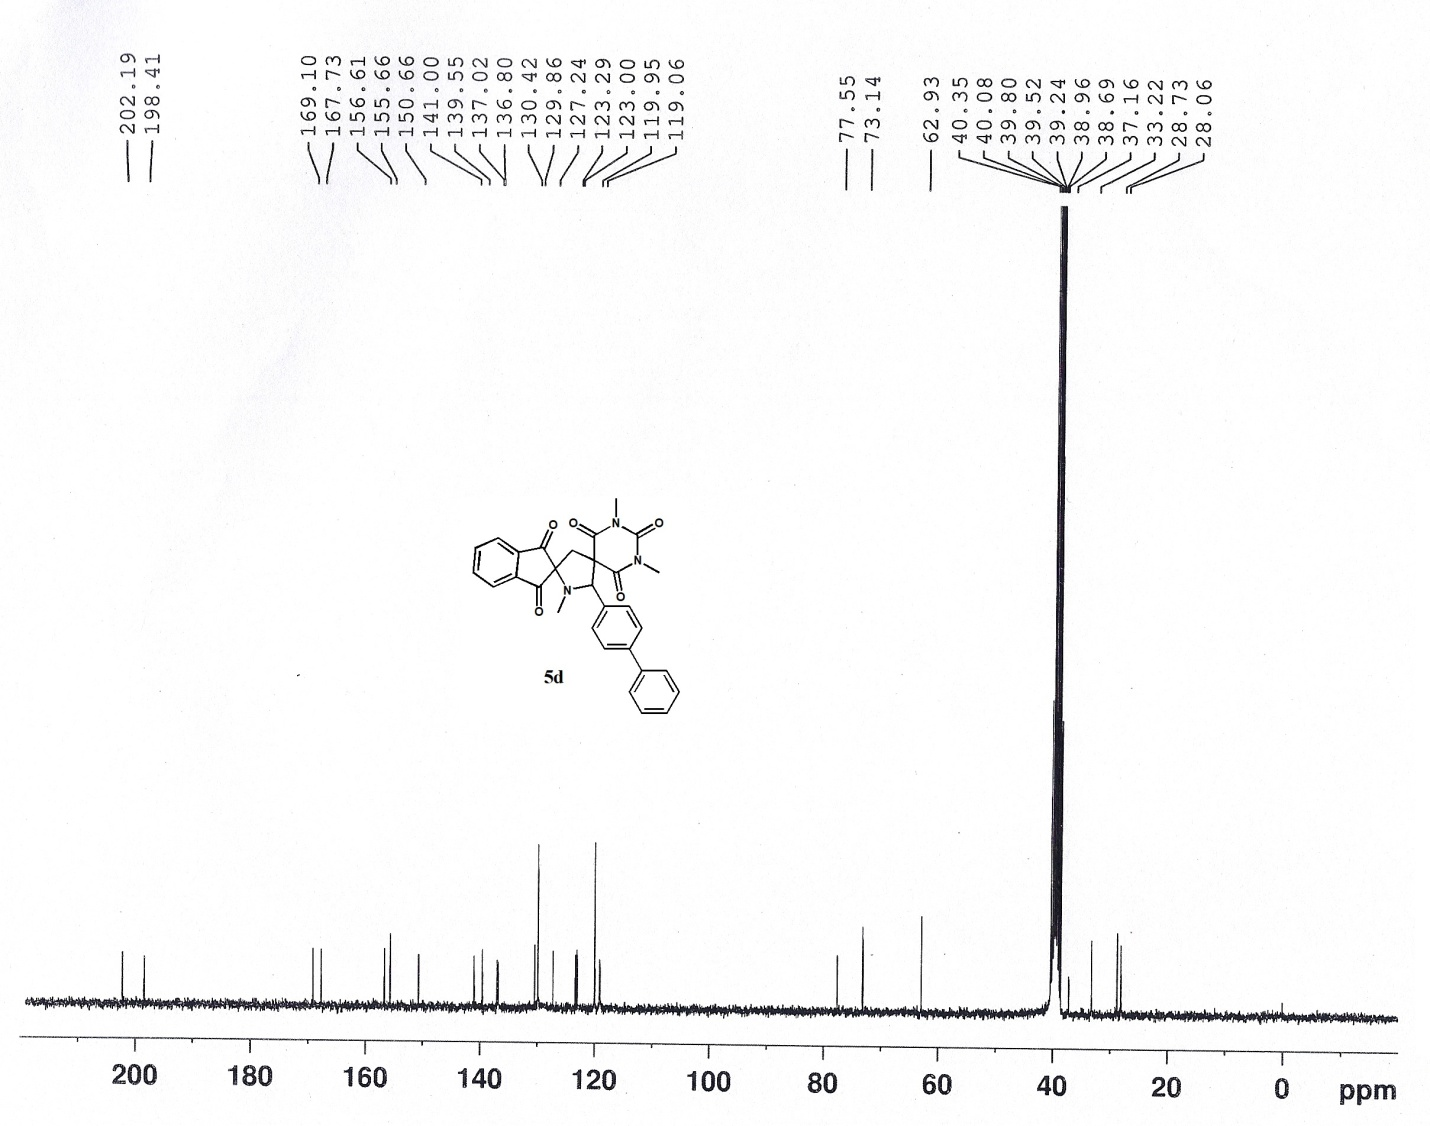 202.19
198.41
169.10
167.73
156.61
155.66
150.66
141.00
139.55
137.02
136.80
130.42
129.86
127.24
123.29
123.00
119.95
119.06
77.55
73.14
62.93
40.35
40.08
39.80
39.52
39.24
38.96
38.69
37.16
33.22
28.73
28.06
O
O
N
O
N
O
N
O
O
5d
200 180 160 140 120 100 80 60 40 20 0 ppm